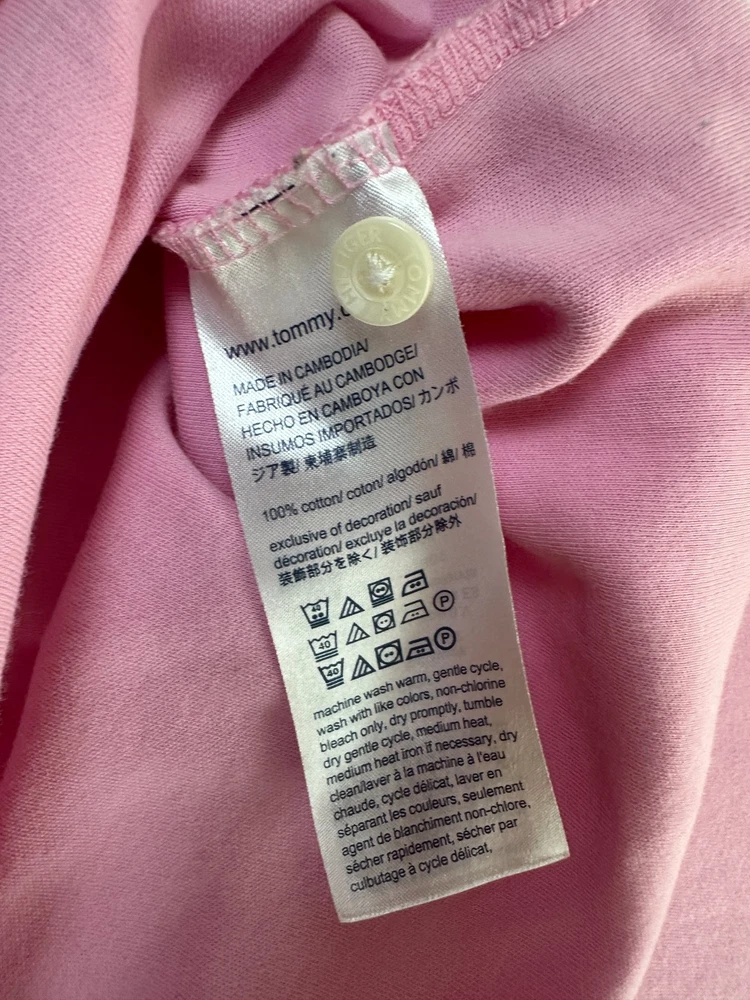 HILFIGER
TOMMY
www.tommy.c
MADE IN CAMBODIA/
FABRIQUÉ AU CAMBODGE/
HECHO EN CAMBOYA CON
INSUMOS IMPORTADOS/ カンボ
ジア製/ 柬埔寨制造
100% cotton/ coton/ algodón/ 綿/ 棉
exclusive of decoration/ sauf
décoration/ excluye la decoración/
装飾部分を除く/ 装饰部分除外
40
40 P
40 P
machine wash warm, gentle cycle,
wash with like colors, non-chlorine
bleach only, dry promptly, tumble
dry gentle cycle, medium heat,
medium heat iron if necessary, dry
clean/laver à la machine à l'eau
chaude, cycle délicat, laver en
séparant les couleurs, seulement
agent de blanchiment non-chlore,
sécher rapidement, sécher par
culbutage à cycle délicat,